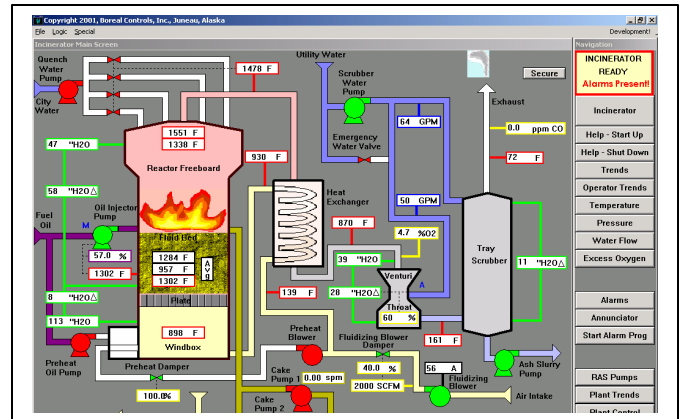 Copyright 2001, Boreal Controls, Inc., Juneau, Alaska
File Logic Special
Development!
Incinerator Main Screen
Navigation
Quench
Water
Pump
City
Water
1478 F
Utility Water
Scrubber
Water
Pump
Secure
Exhaust
INCINERATOR
READY
Alarms Present!
Incinerator
Help - Start Up
Help - Shut Down
Trends
Operator Trends
Temperature
Pressure
Water Flow
Excess Oxygen
Alarms
Annunciator
Start Alarm Prog
RAS Pumps
Plant Trends
Plant Control
1551 F
1338 F
Reactor Freeboard
47 "H2O
58 "H2O△
930 F
64 GPM
Emergency
Water Valve
0.0 ppm CO
72 F
Oil Injector
Pump
Fuel
Oil
M
57.0 %
1302 F
Fluid Bed
1284 F
957 F
1302 F
Avg
Heat
Exchanger
870 F
50 GPM
4.7 %O2
39 "H2O
28 "H2O△
Venturi
Throat
60 %
A
Tray
Scrubber
11 "H2O△
8 "H2O△
113 "H2O
Plate
139 F
161 F
898 F
Windbox
Preheat
Oil Pump
Preheat Damper
100.0%
Preheat
Blower
Cake
Pump 1
0.00 spm
Cake
Pump 2
Fluidizing Blower
Damper
40.0 %
2000 SCFM
56 A
Fluidizing
Blower
Air Intake
Ash Slurry
Pump